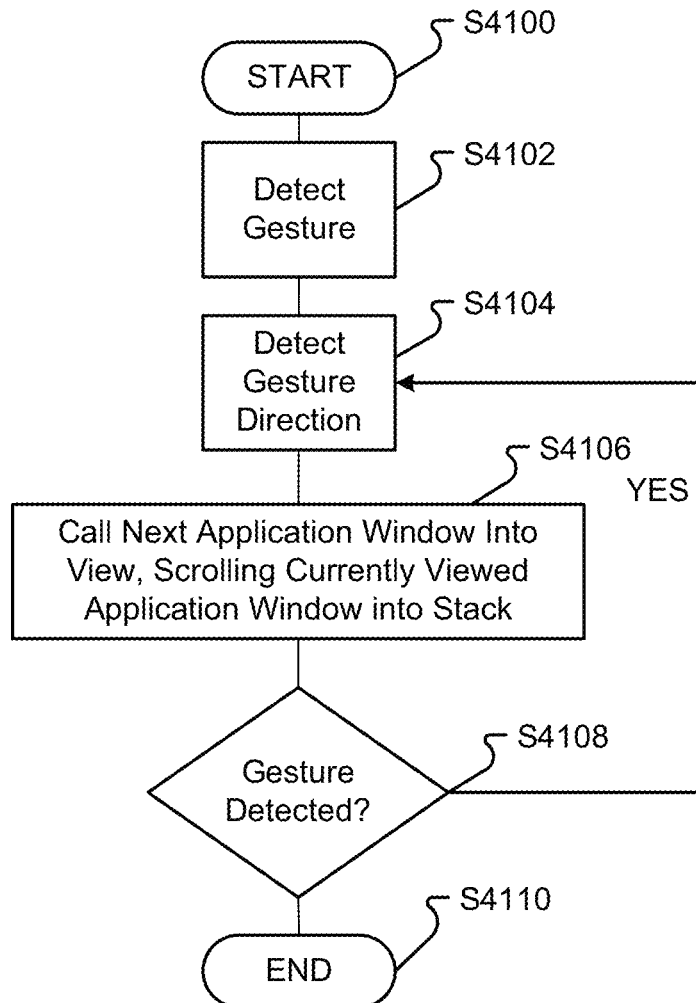 S4100
START
S4102
Detect
Gesture
S4104
Detect
Gesture
Direction
S4106
YES
Call Next Application Window Into
View, Scrolling Currently Viewed
Application Window into Stack
S4108
Gesture
Detected?
S4110
END